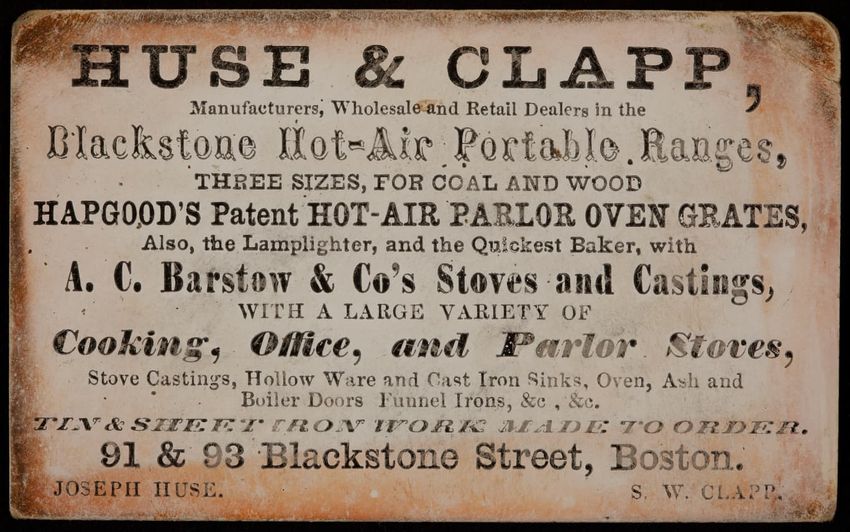 HUSE & CLAPP,
Manufacturers, Wholesale and Retail Dealers in the
Blackstone Hot-Air Portable Ranges,
THREE SIZES, FOR COAL AND WOOD
HAPGOOD'S Patent HOT-AIR PARLOR OVEN GRATES,
Also, the Lamplighter, and the Quickest Baker, with
A. C. Barstow & Co's Stoves and Castings,
WITH A LARGE VARIETY OF
Cooking, Office, and Parlor Stoves,
Stove Castings, Hollow Ware and Cast Iron Sinks, Oven, Ash and
Boiler Doors Funnel Irons, &c , &c.
TIN & SHEET IRON WORK MADE TO ORDER.
91 & 93 Blackstone Street, Boston.
JOSEPH HUSE. S. W. CLAPP.